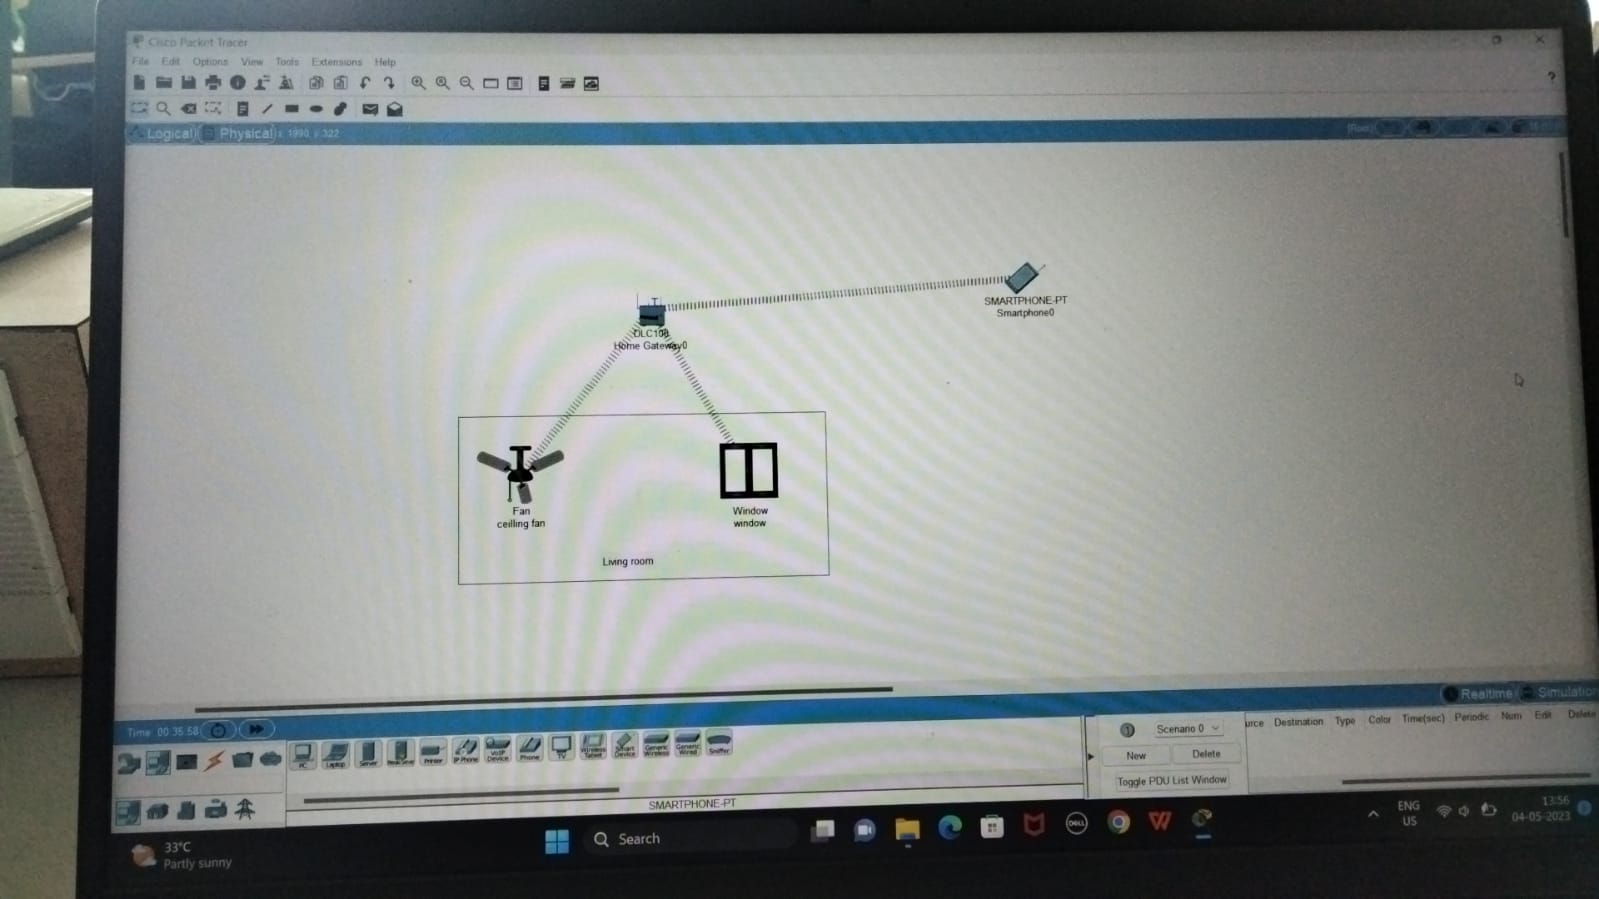 Cisco Packet Tracer
File Edit Options View Tools Extensions Help
?
Logical Physical x: 1990, y: 322 [Root]
SMARTPHONE-PT
Smartphone0
DLC100
Home Gateway0
Fan
ceilling fan
Window
window
Living room
Realtime Simulation
Time: 00:35:58
PC Laptop Server Printer IP Phone VoIP Device Phone TV Wireless Tablet Smart Device Generic Wireless Generic Wired Sniffer
SMARTPHONE-PT
Scenario 0
New Delete
Toggle PDU List Window
urce Destination Type Color Time(sec) Periodic Num Edit Delete
33°C
Partly sunny
Search
DELL
ENG
US
13:56
04-05-2023